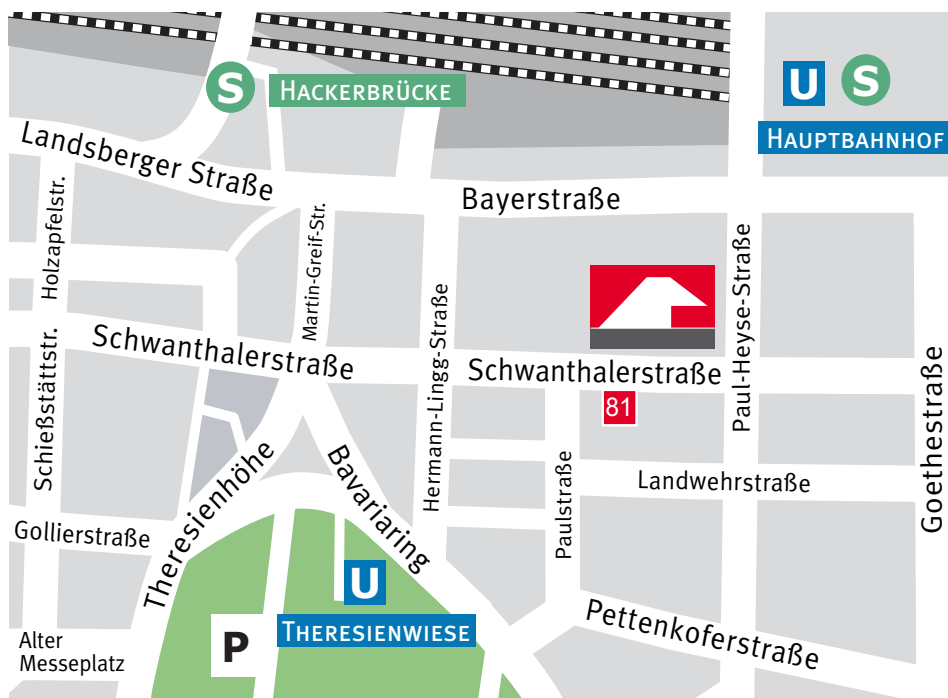 S
HACKERBRÜCKE
U
S
HAUPTBAHNHOF
Landsberger Straße
Bayerstraße
Holzapfelstr.
Martin-Greif-Str.
Hermann-Lingg-Straße
Paul-Heyse-Straße
Schwanthalerstraße
Schwanthalerstraße
81
Schießstättstr.
Goethestraße
Theresienhöhe
Bavariaring
Landwehrstraße
Paulstraße
Gollierstraße
U
THERESIENWIESE
P
Alter
Messeplatz
Pettenkoferstraße